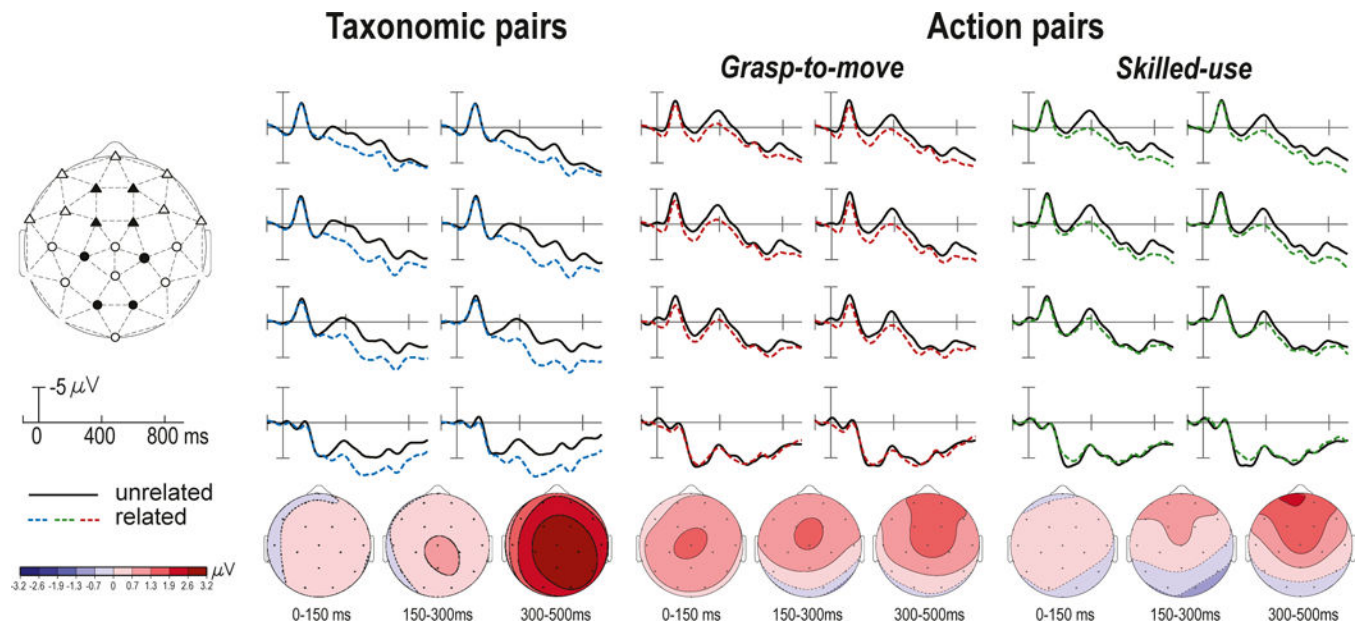 Taxonomic pairs
Action pairs
Grasp-to-move
Skilled-use
-5 μV
0 400 800 ms
unrelated
related
μV
-3.2 -2.6 -1.9 -1.3 -0.7 0 0.7 1.3 1.9 2.6 3.2
0-150 ms 150-300ms 300-500ms 0-150 ms 150-300ms 300-500ms 0-150 ms 150-300ms 300-500ms